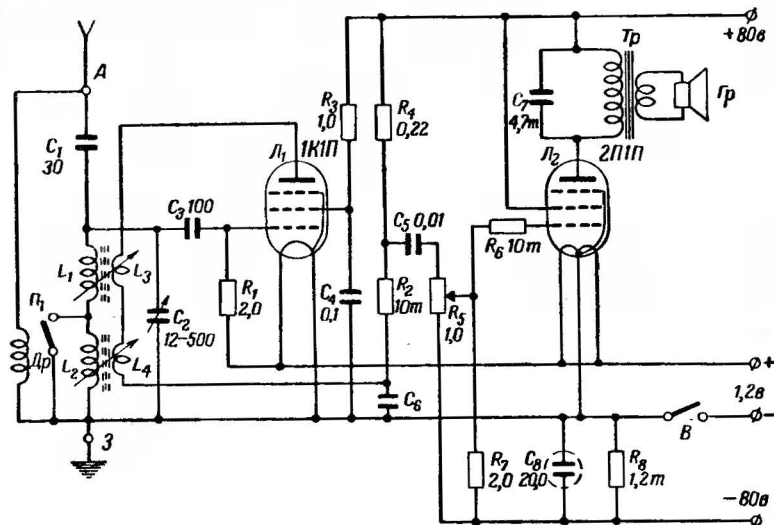 +80в
Тр
А
R3
1,0
R4
0,22
C7
4,7т
Гр
C1
30
Л1
1К1П
Л2
2П1П
C3 100
C5 0,01
R6 10т
L1
L3
R1
2,0
C4
0,1
R2
10т
R5
1,0
П1
C2
12-500
Др
L2
L4
+
C6
1,2в
В
-
З
R7
2,0
C8
20,0
R8
1,2т
-80в